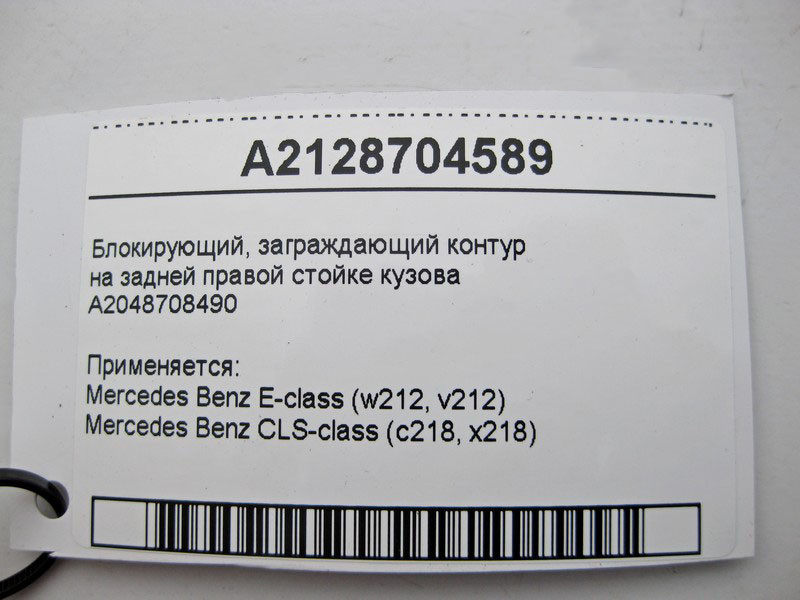 A2128704589
Блокирующий, заграждающий контур
на задней правой стойке кузова
A2048708490
Применяется:
Mercedes Benz E-class (w212, v212)
Mercedes Benz CLS-class (c218, x218)